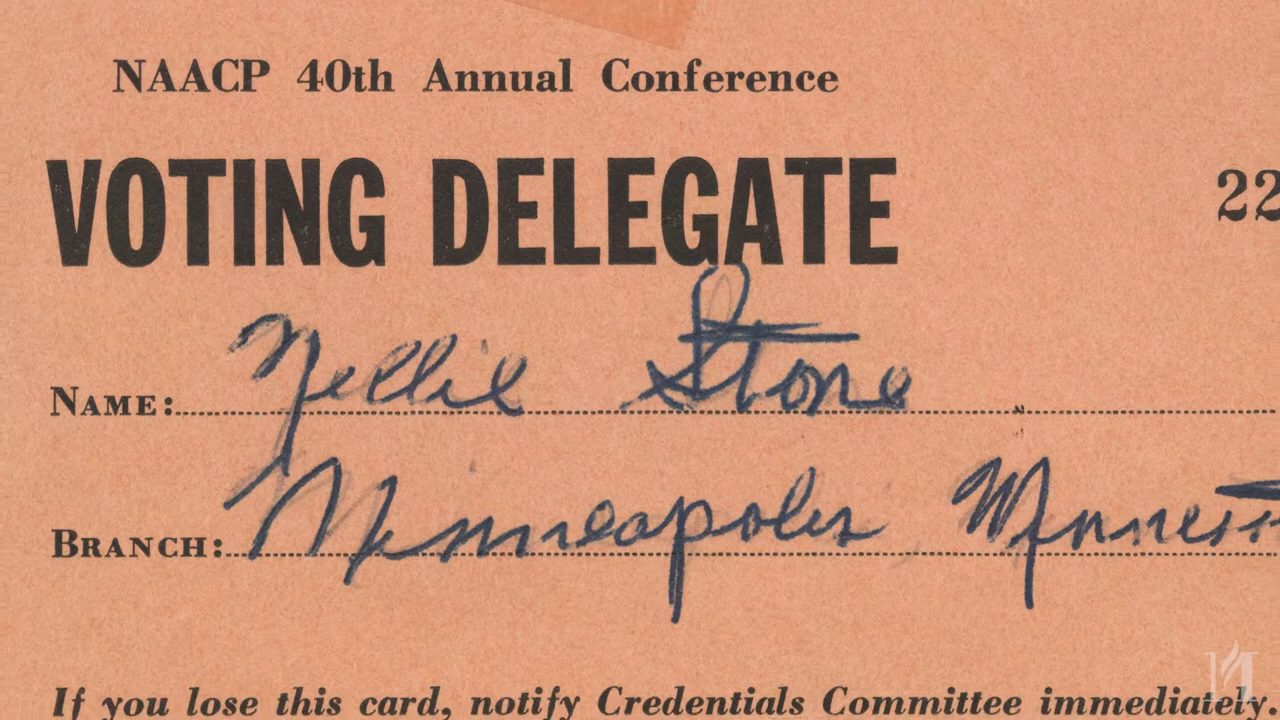 NAACP 40th Annual Conference
VOTING DELEGATE
22
NAME: Nellie Stone
BRANCH: Minneapolis
If you lose this card, notify Credentials Committee immediately.